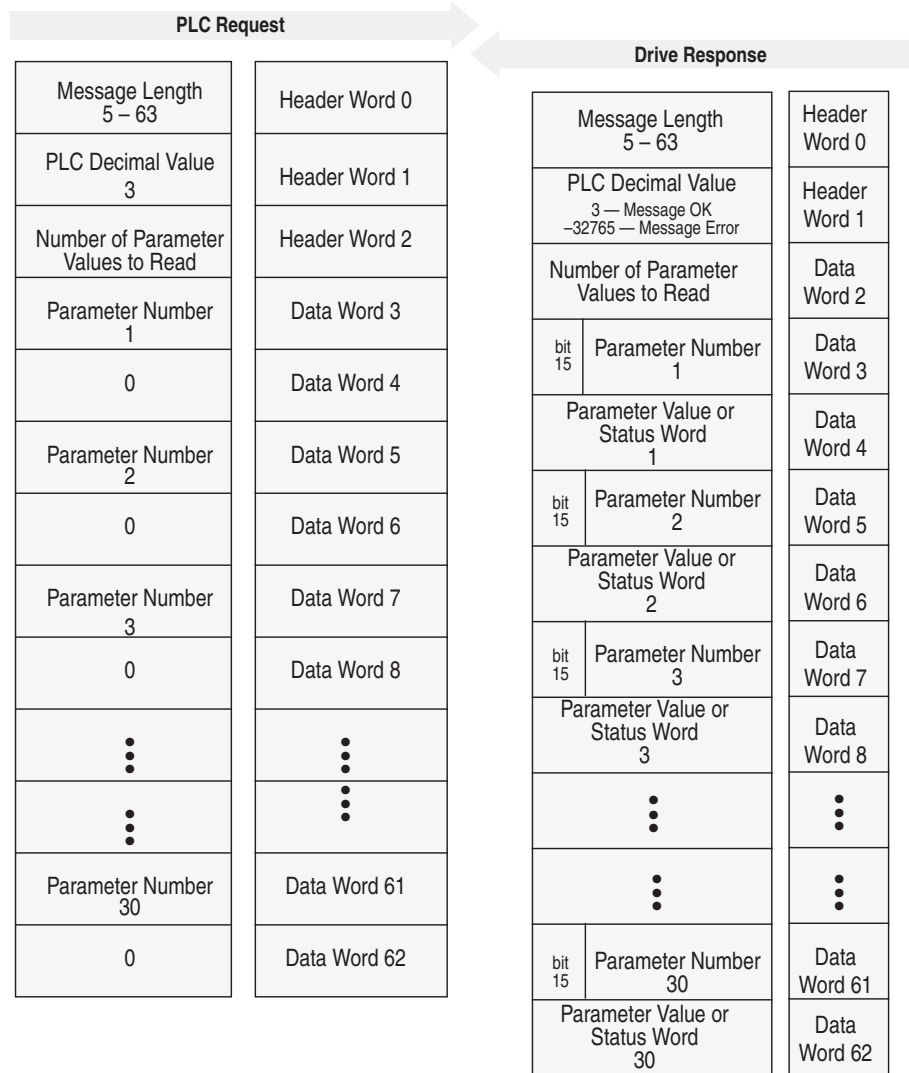 PLC Request
Drive Response
Message Length
5 – 63
Header Word 0
PLC Decimal Value
3
Header Word 1
Number of Parameter
Values to Read
Header Word 2
Parameter Number
1
Data Word 3
0
Data Word 4
Parameter Number
2
Data Word 5
0
Data Word 6
Parameter Number
3
Data Word 7
0
Data Word 8
Parameter Number
30
Data Word 61
0
Data Word 62
Message Length
5 – 63
Header
Word 0
PLC Decimal Value
3 — Message OK
–32765 — Message Error
Header
Word 1
Number of Parameter
Values to Read
Data
Word 2
bit
15
Parameter Number
1
Data
Word 3
Parameter Value or
Status Word
1
Data
Word 4
bit
15
Parameter Number
2
Data
Word 5
Parameter Value or
Status Word
2
Data
Word 6
bit
15
Parameter Number
3
Data
Word 7
Parameter Value or
Status Word
3
Data
Word 8
bit
15
Parameter Number
30
Data
Word 61
Parameter Value or
Status Word
30
Data
Word 62